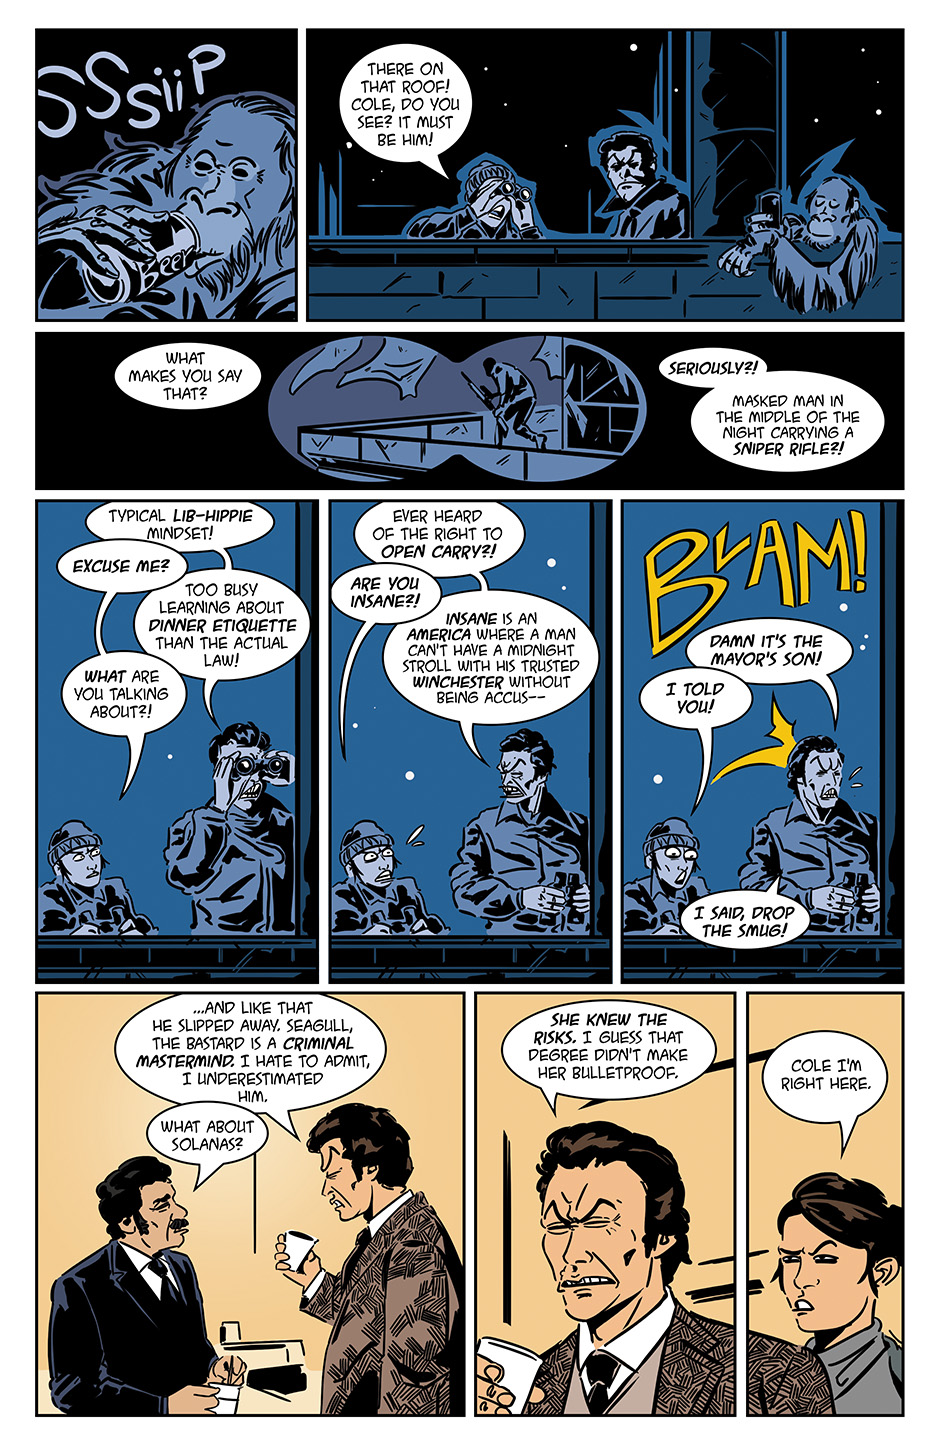 SSSiiP
Beer
THERE ON
THAT ROOF!
COLE, DO YOU
SEE? IT MUST
BE HIM!
WHAT
MAKES YOU SAY
THAT?
SERIOUSLY?!
MASKED MAN IN
THE MIDDLE OF THE
NIGHT CARRYING A
SNIPER RIFLE?!
TYPICAL LIB-HIPPIE
MINDSET!
EXCUSE ME?
TOO BUSY
LEARNING ABOUT
DINNER ETIQUETTE
THAN THE ACTUAL
LAW!
WHAT ARE
YOU TALKING
ABOUT?!
EVER HEARD
OF THE RIGHT TO
OPEN CARRY?!
ARE YOU
INSANE?!
INSANE IS AN
AMERICA WHERE A MAN
CAN'T HAVE A MIDNIGHT
STROLL WITH HIS TRUSTED
WINCHESTER WITHOUT
BEING ACCUS--
BLAM!
DAMN IT'S THE
MAYOR'S SON!
I TOLD
YOU!
I SAID, DROP
THE SMUG!
...AND LIKE THAT
HE SLIPPED AWAY. SEAGULL,
THE BASTARD IS A CRIMINAL
MASTERMIND. I HATE TO ADMIT,
I UNDERESTIMATED
HIM.
WHAT ABOUT
SOLANAS?
SHE KNEW THE
RISKS. I GUESS THAT
DEGREE DIDN'T MAKE
HER BULLETPROOF.
COLE I'M
RIGHT HERE.